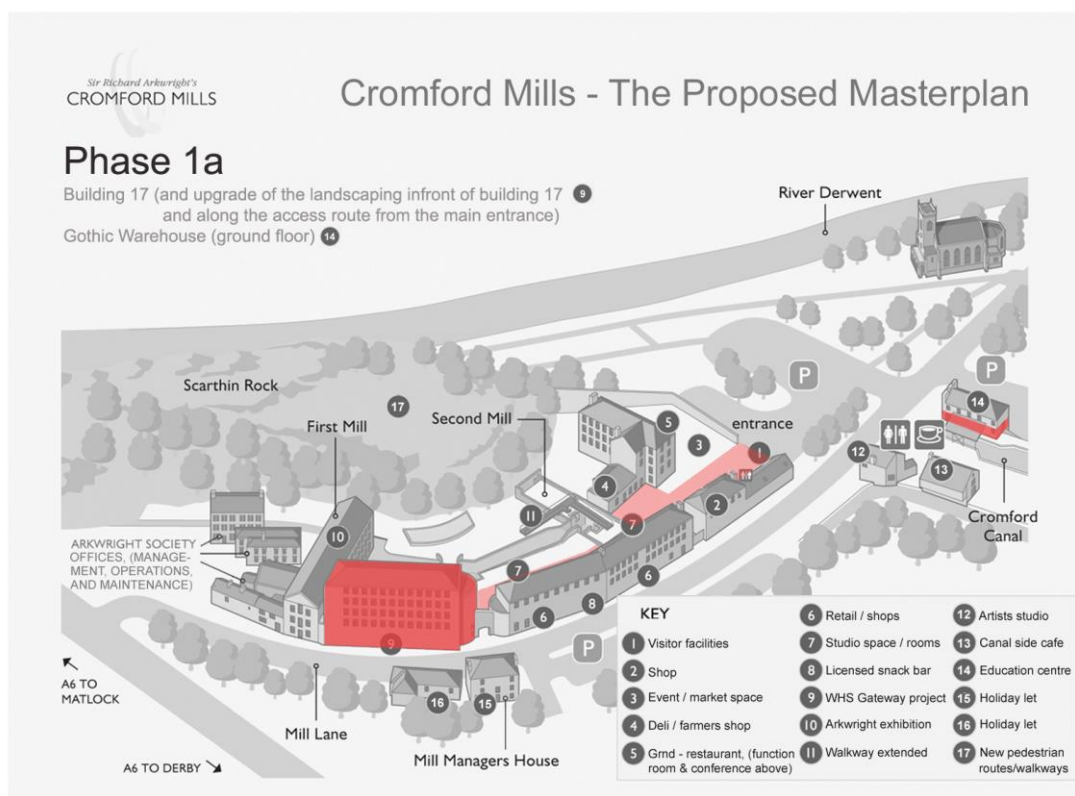 Sir Richard Arkwright's
CROMFORD MILLS
Cromford Mills - The Proposed Masterplan
Phase 1a
Building 17 (and upgrade of the landscaping infront of building 17 9
and along the access route from the main entrance)
Gothic Warehouse (ground floor) 14
River Derwent
Scarthin Rock
17
First Mill
Second Mill
entrance
5
3
1
4
2
P
P
14
12
13
Cromford
Canal
10
11
7
7
6
6
8
9
ARKWRIGHT SOCIETY
OFFICES, (MANAGE-
MENT, OPERATIONS,
AND MAINTENANCE)
P
16
15
A6 TO
MATLOCK
Mill Lane
Mill Managers House
A6 TO DERBY
KEY
1 Visitor facilities
2 Shop
3 Event / market space
4 Deli / farmers shop
5 Grnd - restaurant, (function
room & conference above)
6 Retail / shops
7 Studio space / rooms
8 Licensed snack bar
9 WHS Gateway project
10 Arkwright exhibition
11 Walkway extended
12 Artists studio
13 Canal side cafe
14 Education centre
15 Holiday let
16 Holiday let
17 New pedestrian
routes/walkways